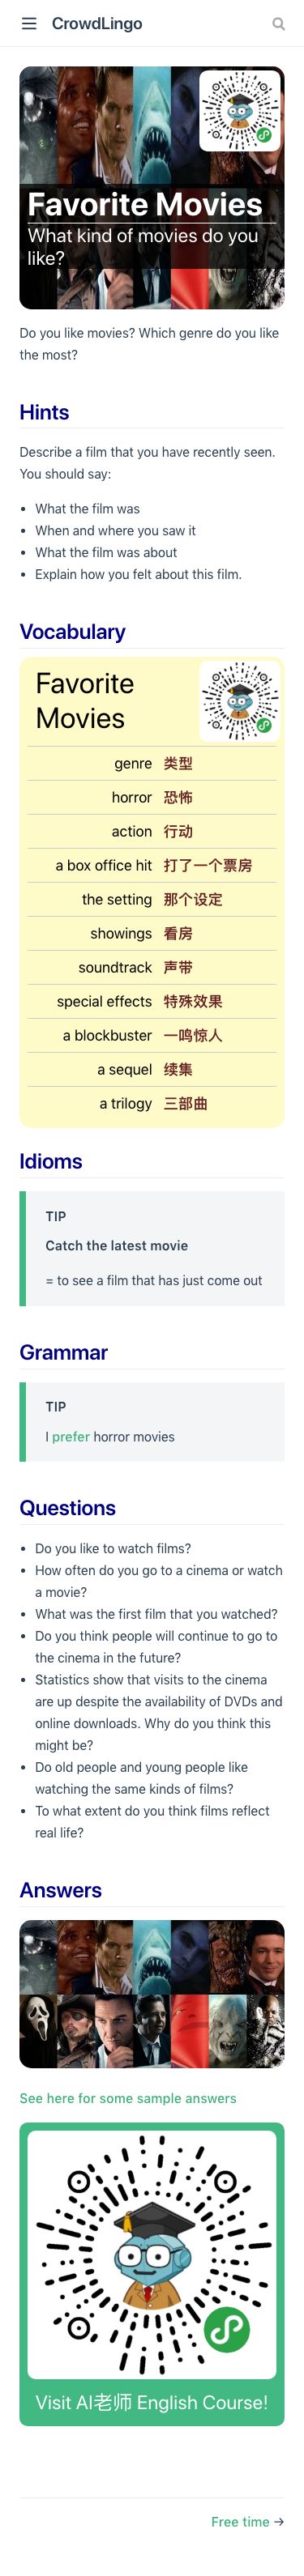 CrowdLingo
Favorite Movies
What kind of movies do you
like?
Do you like movies? Which genre do you like
the most?
Hints
Describe a film that you have recently seen.
You should say:
• What the film was
• When and where you saw it
• What the film was about
• Explain how you felt about this film.
Vocabulary
Favorite
Movies
genre 类型
horror 恐怖
action 行动
a box office hit 打了一个票房
the setting 那个设定
showings 看房
soundtrack 声带
special effects 特殊效果
a blockbuster 一鸣惊人
a sequel 续集
a trilogy 三部曲
Idioms
TIP
Catch the latest movie
= to see a film that has just come out
Grammar
TIP
I prefer horror movies
Questions
• Do you like to watch films?
• How often do you go to a cinema or watch
a movie?
• What was the first film that you watched?
• Do you think people will continue to go to
the cinema in the future?
• Statistics show that visits to the cinema
are up despite the availability of DVDs and
online downloads. Why do you think this
might be?
• Do old people and young people like
watching the same kinds of films?
• To what extent do you think films reflect
real life?
Answers
See here for some sample answers
Visit AI老师 English Course!
Free time →